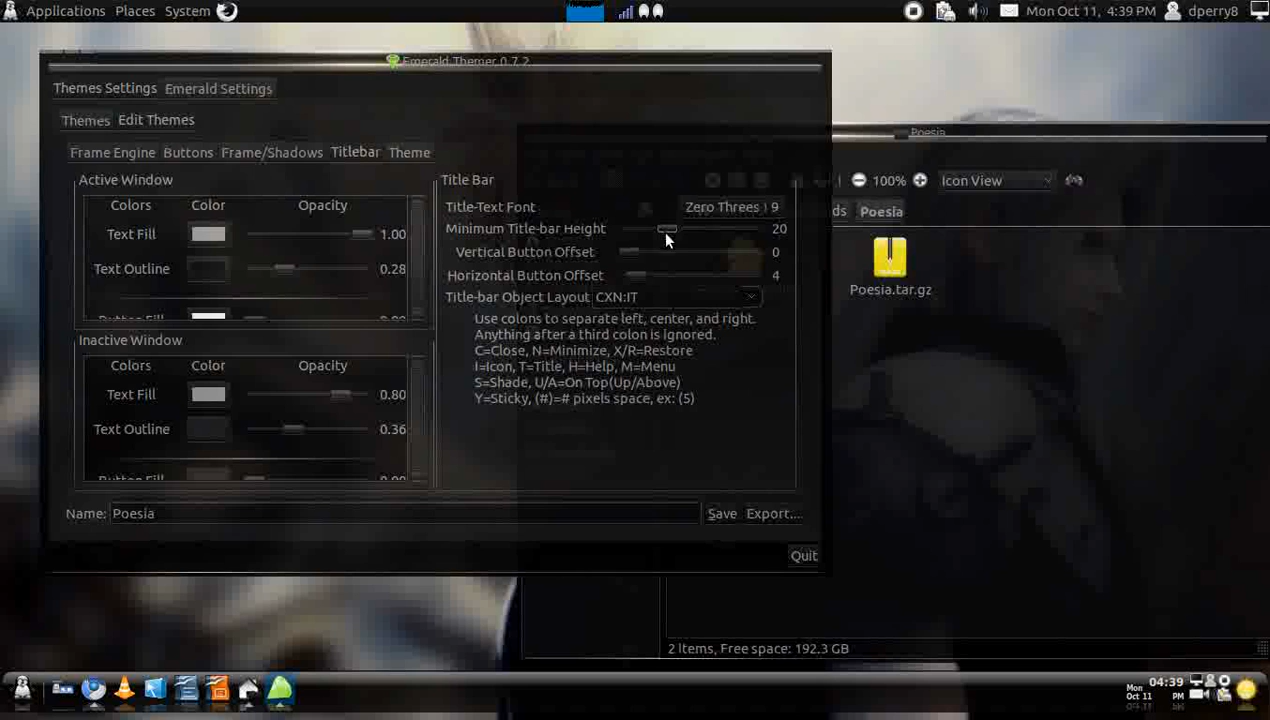 Applications Places System
Mon Oct 11, 4:39 PM dperry8
Emerald Themer 0.7.2
Themes Settings Emerald Settings
Themes Edit Themes
Frame Engine Buttons Frame/Shadows Titlebar Theme
Active Window
Colors Color Opacity
Text Fill 1.00
Text Outline 0.28
Inactive Window
Colors Color Opacity
Text Fill 0.80
Text Outline 0.36
Button Fill
Title Bar
Title-Text Font Zero Threes 9
Minimum Title-bar Height 20
Vertical Button Offset 0
Horizontal Button Offset 4
Title-bar Object Layout CXN:IT
Use colons to separate left, center, and right.
Anything after a third colon is ignored.
C=Close, N=Minimize, X/R=Restore
I=Icon, T=Title, H=Help, M=Menu
S=Shade, U/A=On Top(Up/Above)
Y=Sticky, (#)=# pixels space, ex: (5)
Name: Poesia
Save Export....
Quit
Poesia
100% Icon View
ds Poesia
Poesia.tar.gz
2 Items, Free space: 192.3 GB
04:39
Mon
Oct 11 PM